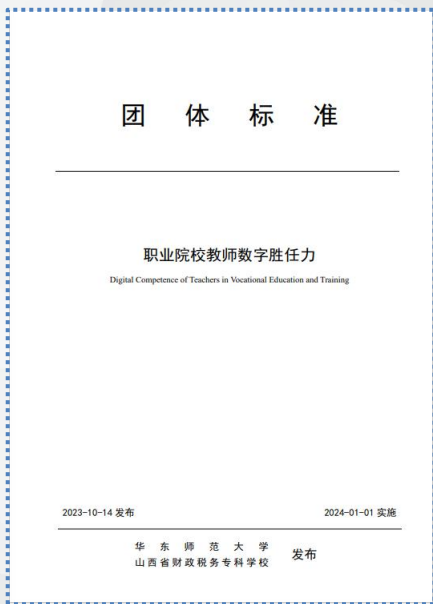 团 体 标 准
职业院校教师数字胜任力
Digital Competence of Teachers in Vocational Education and Training
2023-10-14 发布 2024-01-01 实施
华 东 师 范 大 学
山西省财政税务专科学校 发布